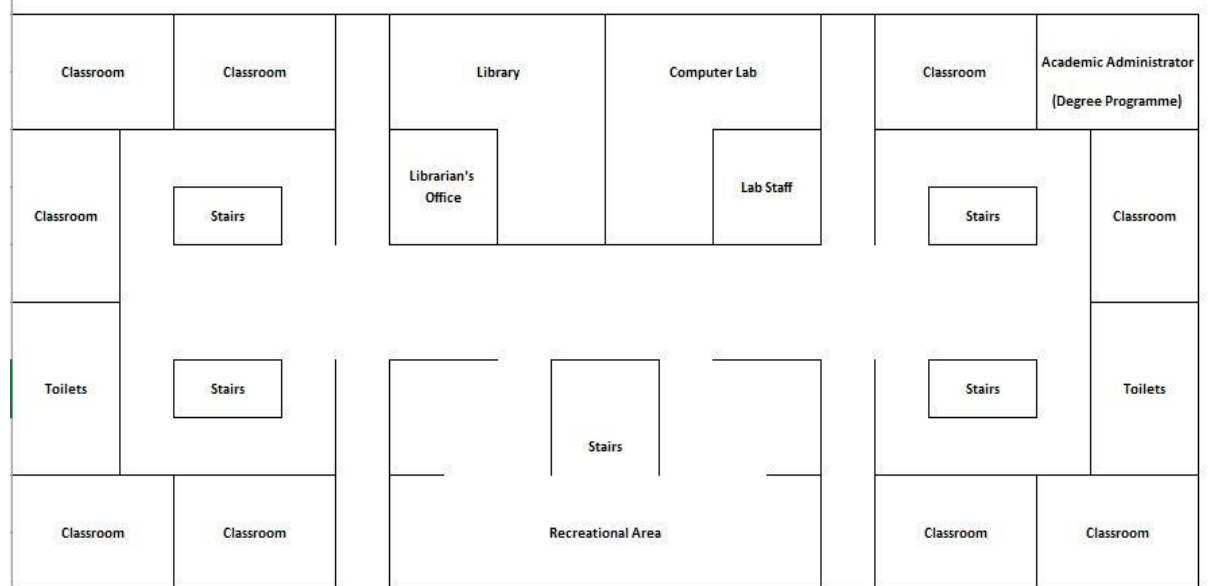 Classroom
Classroom
Library
Computer Lab
Classroom
Academic Administrator
(Degree Programme)
Classroom
Stairs
Librarian's
Office
Lab Staff
Stairs
Classroom
Toilets
Stairs
Stairs
Stairs
Toilets
Classroom
Classroom
Recreational Area
Classroom
Classroom